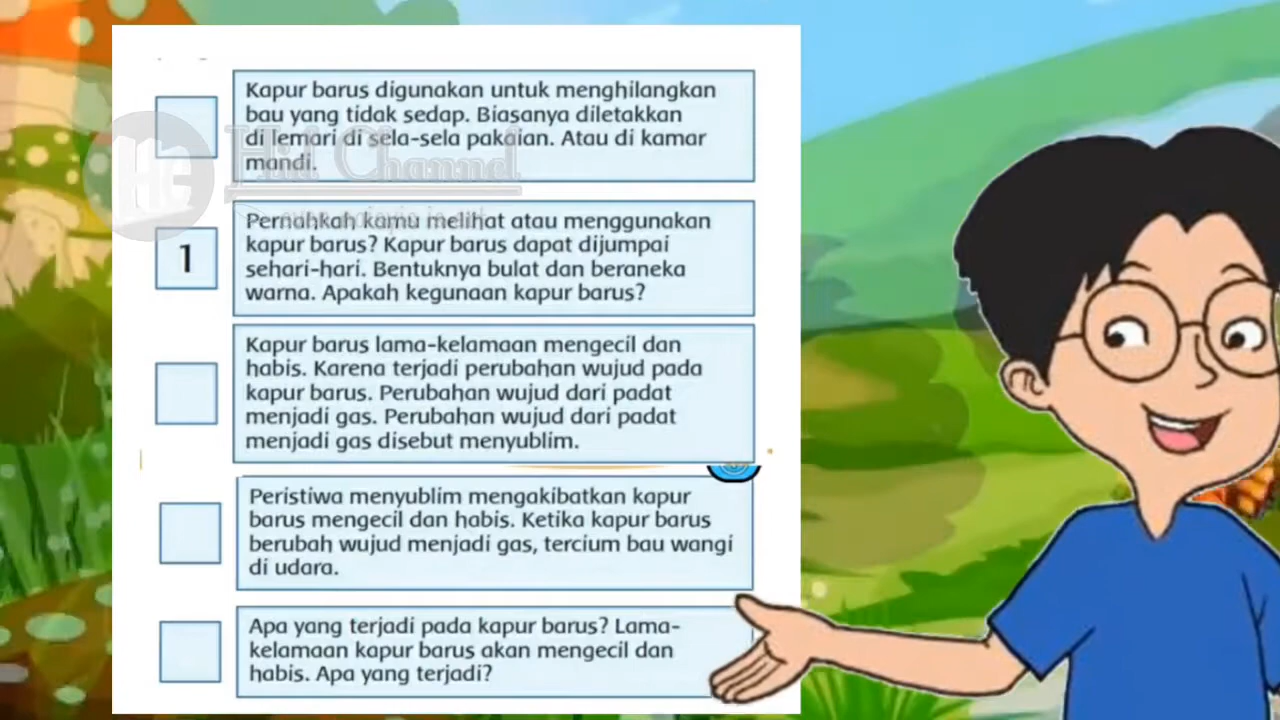 Kapur barus digunakan untuk menghilangkan
bau yang tidak sedap. Biasanya diletakkan
di lemari di sela-sela pakaian. Atau di kamar
mandi.
Channel
1
Pernahkah kamu melihat atau menggunakan
kapur barus? Kapur barus dapat dijumpai
sehari-hari. Bentuknya bulat dan beraneka
warna. Apakah kegunaan kapur barus?
Kapur barus lama-kelamaan mengecil dan
habis. Karena terjadi perubahan wujud pada
kapur barus. Perubahan wujud dari padat
menjadi gas. Perubahan wujud dari padat
menjadi gas disebut menyublim.
Peristiwa menyublim mengakibatkan kapur
barus mengecil dan habis. Ketika kapur barus
berubah wujud menjadi gas, tercium bau wangi
di udara.
Apa yang terjadi pada kapur barus? Lama-
kelamaan kapur barus akan mengecil dan
habis. Apa yang terjadi?